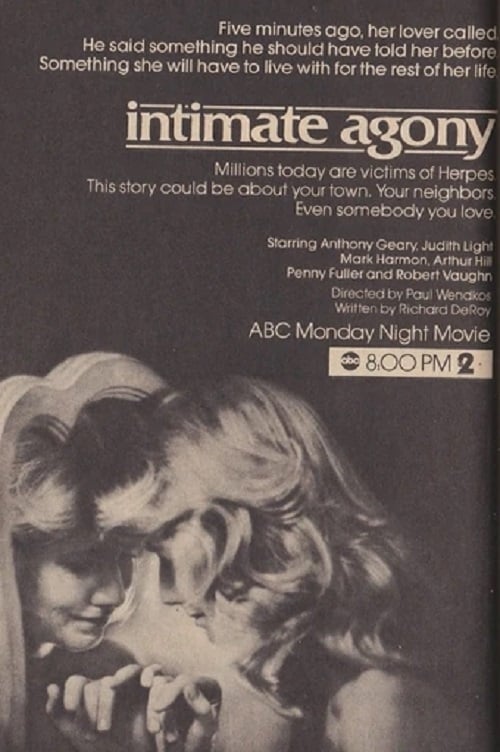 Five minutes ago, her lover called.
He said something he should have told her before.
Something she will have to live with for the rest of her life.
intimate agony
Millions today are victims of Herpes.
This story could be about your town. Your neighbors.
Even somebody you love.
Starring Anthony Geary, Judith Light
Mark Harmon, Arthur Hill
Penny Fuller and Robert Vaughn
Directed by Paul Wendkos
Written by Richard DeRoy
ABC Monday Night Movie
abc 8:00 PM 2